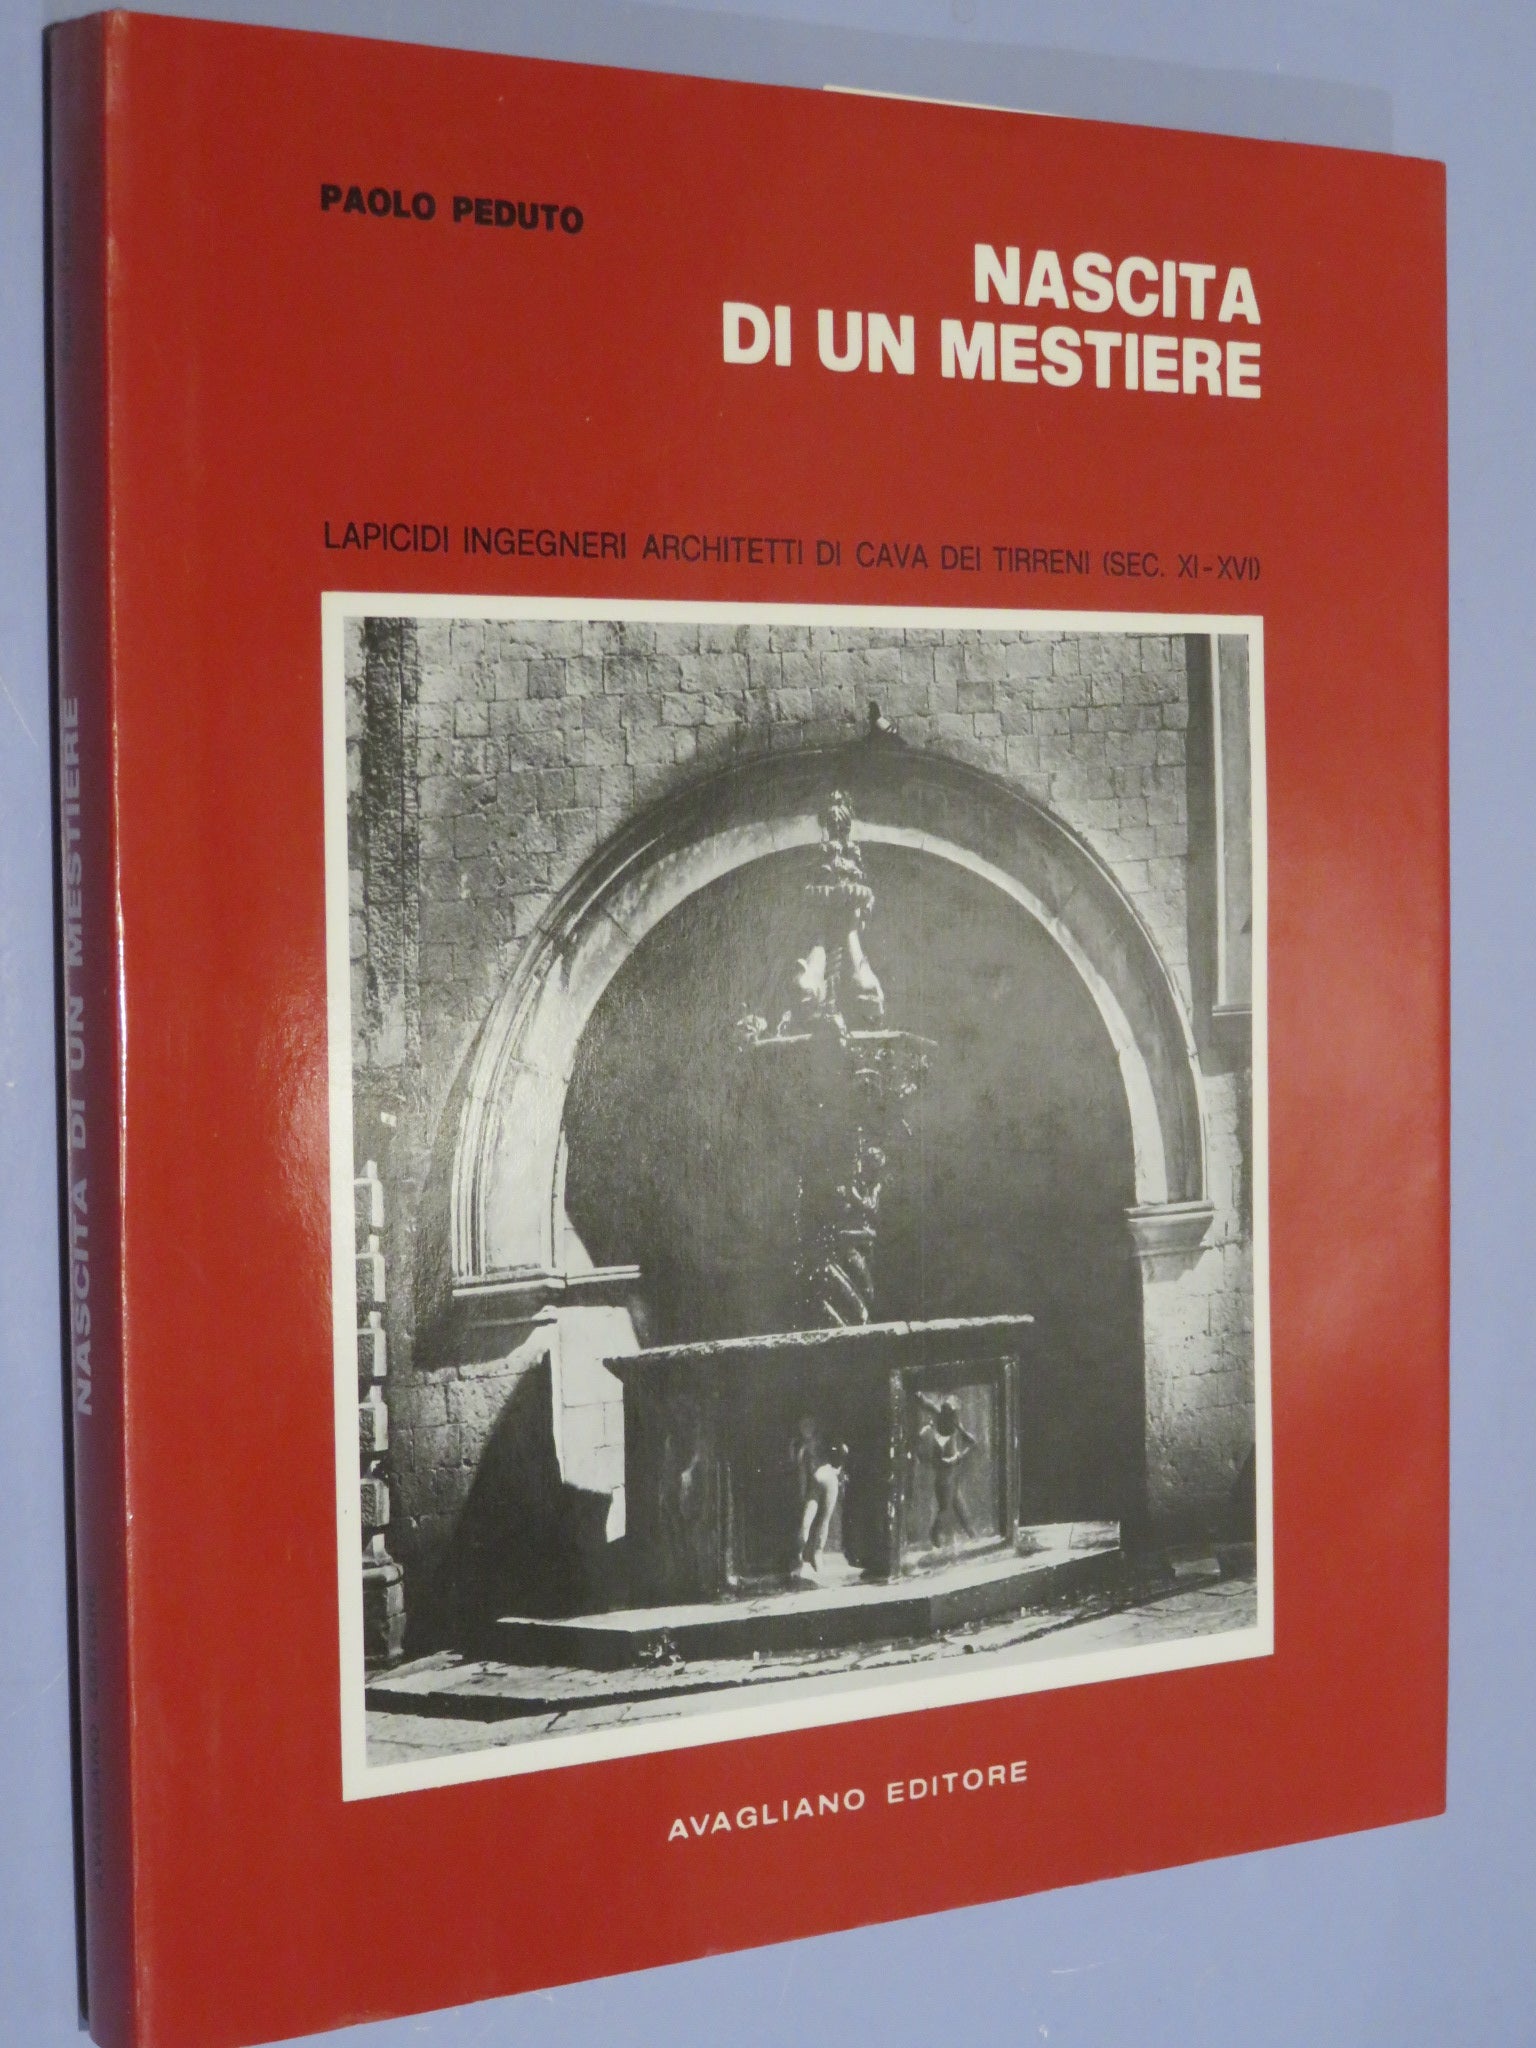 PAOLO PEDUTO
NASCITA
DI UN MESTIERE
LAPICIDI INGEGNERI ARCHITETTI DI CAVA DEI TIRRENI (SEC. XI-XVI)
AVAGLIANO EDITORE
NASCITA DI UN MESTIERE